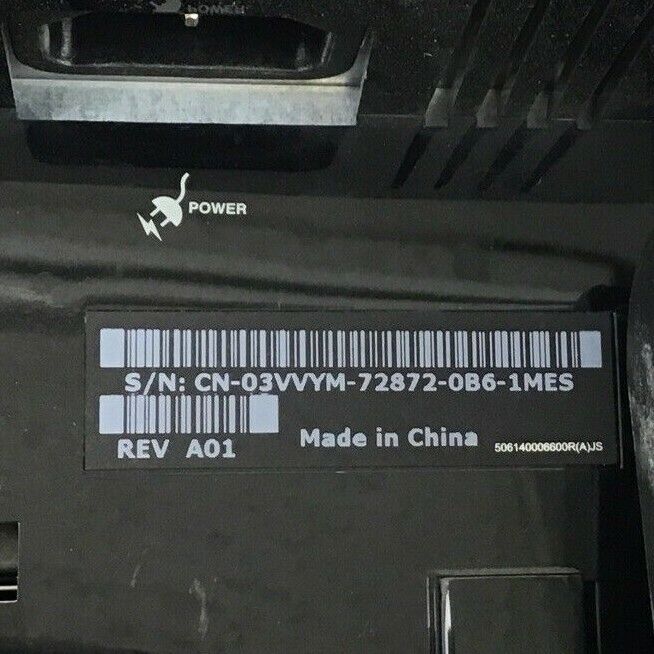 POWER
S/N: CN-03VVYM-72872-0B6-1MES
REV A01
Made in China
506140006600R(A)JS